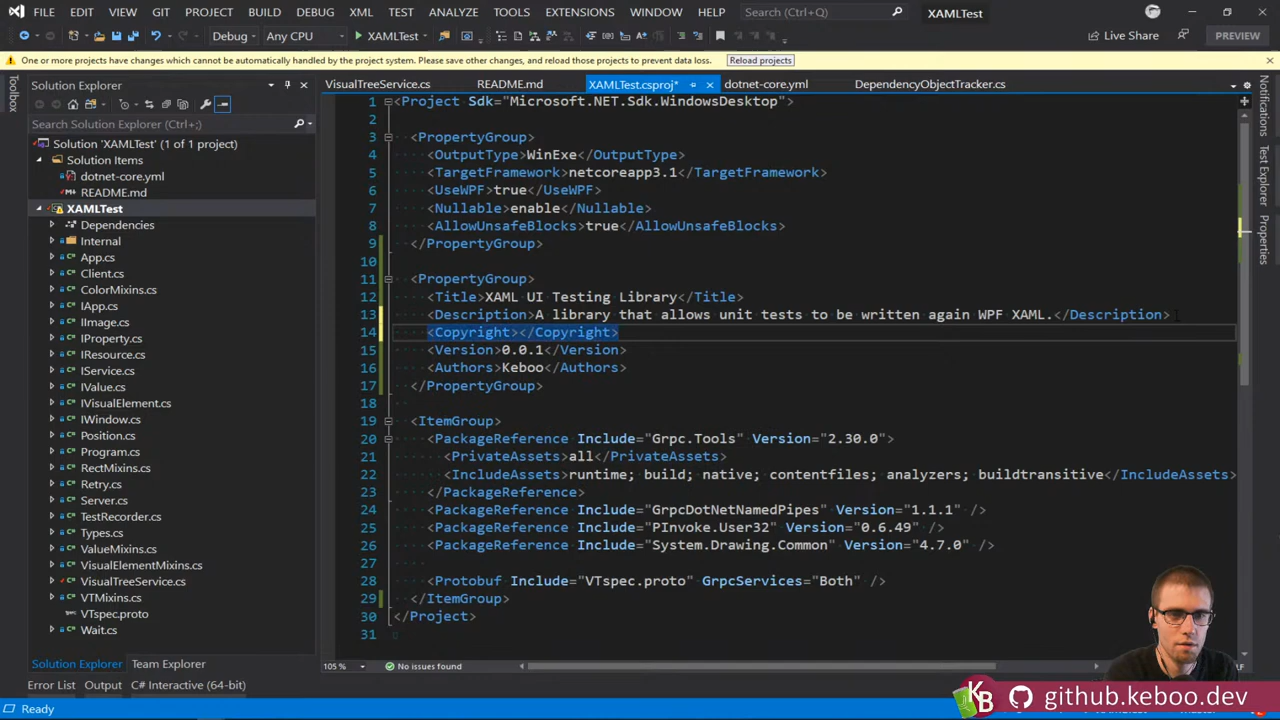 FILE EDIT VIEW GIT PROJECT BUILD DEBUG XML TEST ANALYZE TOOLS EXTENSIONS WINDOW HELP Search (Ctrl+Q) XAMLTest
Debug Any CPU XAMLTest Live Share PREVIEW
One or more projects have changes which cannot be automatically handled by the project system. Please save other changes, and reload those projects to prevent data loss. Reload projects
Toolbox
Solution Explorer
Search Solution Explorer (Ctrl+;)
Solution 'XAMLTest' (1 of 1 project)
Solution Items
dotnet-core.yml
README.md
XAMLTest
Dependencies
Internal
App.cs
Client.cs
ColorMixins.cs
IApp.cs
IImage.cs
IProperty.cs
IResource.cs
IService.cs
IValue.cs
IVisualElement.cs
IWindow.cs
Position.cs
Program.cs
RectMixins.cs
Retry.cs
Server.cs
TestRecorder.cs
Types.cs
ValueMixins.cs
VisualElementMixins.cs
VisualTreeService.cs
VTMixins.cs
VTspec.proto
Wait.cs
Solution Explorer Team Explorer
VisualTreeService.cs README.md XAMLTest.csproj* dotnet-core.yml DependencyObjectTracker.cs
1 <Project Sdk="Microsoft.NET.Sdk.WindowsDesktop">
2
3 <PropertyGroup>
4 <OutputType>WinExe</OutputType>
5 <TargetFramework>netcoreapp3.1</TargetFramework>
6 <UseWPF>true</UseWPF>
7 <Nullable>enable</Nullable>
8 <AllowUnsafeBlocks>true</AllowUnsafeBlocks>
9 </PropertyGroup>
10
11 <PropertyGroup>
12 <Title>XAML UI Testing Library</Title>
13 <Description>A library that allows unit tests to be written again WPF XAML.</Description>
14 <Copyright></Copyright>
15 <Version>0.0.1</Version>
16 <Authors>Keboo</Authors>
17 </PropertyGroup>
18
19 <ItemGroup>
20 <PackageReference Include="Grpc.Tools" Version="2.30.0">
21 <PrivateAssets>all</PrivateAssets>
22 <IncludeAssets>runtime; build; native; contentfiles; analyzers; buildtransitive</IncludeAssets>
23 </PackageReference>
24 <PackageReference Include="GrpcDotNetNamedPipes" Version="1.1.1" />
25 <PackageReference Include="PInvoke.User32" Version="0.6.49" />
26 <PackageReference Include="System.Drawing.Common" Version="4.7.0" />
27
28 <Protobuf Include="VTspec.proto" GrpcServices="Both" />
29 </ItemGroup>
30 </Project>
31
105 % No issues found
Notifications
Test Explorer
Properties
Error List Output C# Interactive (64-bit)
Ready
KB github.keboo.dev